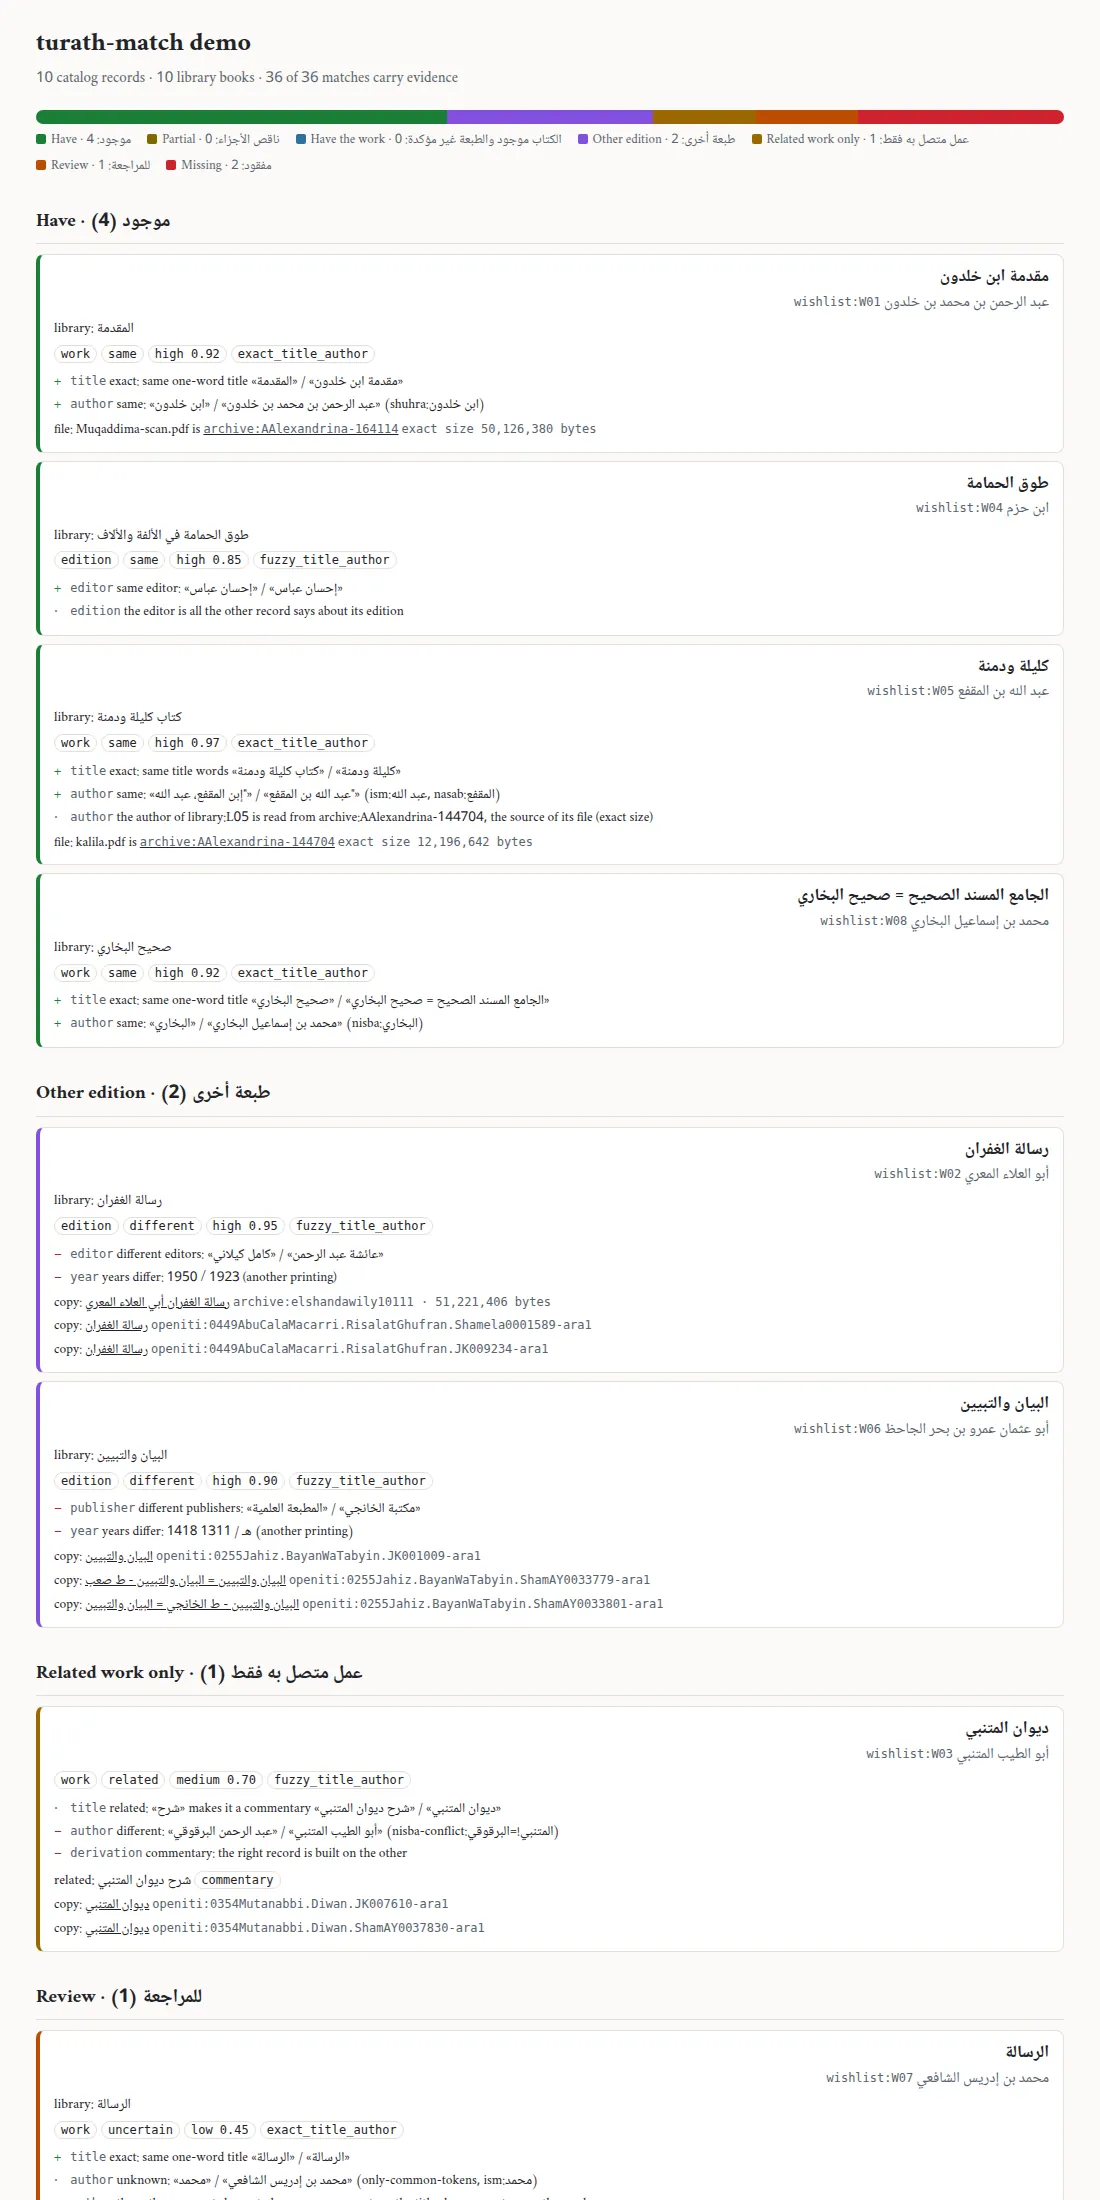 turath-match demo
10 catalog records · 10 library books · 36 of 36 matches carry evidence
Have · موجود: 4 Partial · ناقص الأجزاء: 0 Have the work · الكتاب موجود والطبعة غير مؤكدة: 0 Other edition · طبعة أخرى: 2 Related work only · عمل متصل به فقط: 1
Review · للمراجعة: 1 Missing · مفقود: 2
Have · موجود (4)
مقدمة ابن خلدون
عبد الرحمن بن محمد بن خلدون wishlist:W01
library: المقدمة
work same high 0.92 exact_title_author
+ title exact: same one-word title «المقدمة» / «مقدمة ابن خلدون»
+ author same: «ابن خلدون» / «عبد الرحمن بن محمد بن خلدون» (shuhra:ابن خلدون)
file: Muqaddima-scan.pdf is archive:AAlexandrina-164114 exact size 50,126,380 bytes
طوق الحمامة
ابن حزم wishlist:W04
library: طوق الحمامة في الألفة والألاف
edition same high 0.85 fuzzy_title_author
+ editor same editor: «إحسان عباس» / «إحسان عباس»
· edition the editor is all the other record says about its edition
كليلة ودمنة
عبد الله بن المقفع wishlist:W05
library: كتاب كليلة ودمنة
work same high 0.97 exact_title_author
+ title exact: same title words «كتاب كليلة ودمنة» / «كليلة ودمنة»
+ author same: «إبن المقفع، عبد الله"» / «عبد الله بن المقفع"» (ism:عبد الله, nasab:المقفع)
· author the author of library:L05 is read from archive:AAlexandrina-144704, the source of its file (exact size)
file: kalila.pdf is archive:AAlexandrina-144704 exact size 12,196,642 bytes
الجامع المسند الصحيح = صحيح البخاري
محمد بن إسماعيل البخاري wishlist:W08
library: صحيح البخاري
work same high 0.92 exact_title_author
+ title exact: same one-word title «صحيح البخاري» / «الجامع المسند الصحيح = صحيح البخاري»
+ author same: «البخاري» / «محمد بن إسماعيل البخاري» (nisba:البخاري)
Other edition · طبعة أخرى (2)
رسالة الغفران
أبو العلاء المعري wishlist:W02
library: رسالة الغفران
edition different high 0.95 fuzzy_title_author
− editor different editors: «كامل كيلاني» / «عائشة عبد الرحمن»
− year years differ: 1950 / 1923 (another printing)
copy: رسالة الغفران أبي العلاء المعري archive:elshandawily10111 · 51,221,406 bytes
copy: رسالة الغفران openiti:0449AbuCalaMacarri.RisalatGhufran.Shamela0001589-ara1
copy: رسالة الغفران openiti:0449AbuCalaMacarri.RisalatGhufran.JK009234-ara1
البيان والتبيين
أبو عثمان عمرو بن بحر الجاحظ wishlist:W06
library: البيان والتبيين
edition different high 0.90 fuzzy_title_author
− publisher different publishers: «المطبعة العلمية» / «مكتبة الخانجي»
− year years differ: 1418 هـ / 1311 (another printing)
copy: البيان والتبيين openiti:0255Jahiz.BayanWaTabyin.JK001009-ara1
copy: البيان والتبيين = البيان والتبيين - ط صعب openiti:0255Jahiz.BayanWaTabyin.ShamAY0033779-ara1
copy: البيان والتبيين - ط الخانجي = البيان والتبيين openiti:0255Jahiz.BayanWaTabyin.ShamAY0033801-ara1
Related work only · عمل متصل به فقط (1)
ديوان المتنبي
أبو الطيب المتنبي wishlist:W03
work related medium 0.70 fuzzy_title_author
· title related: «شرح» makes it a commentary «شرح ديوان المتنبي» / «ديوان المتنبي»
− author different: «عبد الرحمن البرقوقي» / «أبو الطيب المتنبي» (nisba-conflict:البرقوقي=!المتنبي)
− derivation commentary: the right record is built on the other
related: شرح ديوان المتنبي commentary
copy: ديوان المتنبي openiti:0354Mutanabbi.Diwan.JK007610-ara1
copy: ديوان المتنبي openiti:0354Mutanabbi.Diwan.ShamAY0037830-ara1
Review · للمراجعة (1)
الرسالة
محمد بن إدريس الشافعي wishlist:W07
library: الرسالة
work uncertain low 0.45 exact_title_author
+ title exact: same one-word title «الرسالة» / «الرسالة»
· author unknown: «محمد» / «محمد بن إدريس الشافعي» (only-common-tokens, ism:محمد)